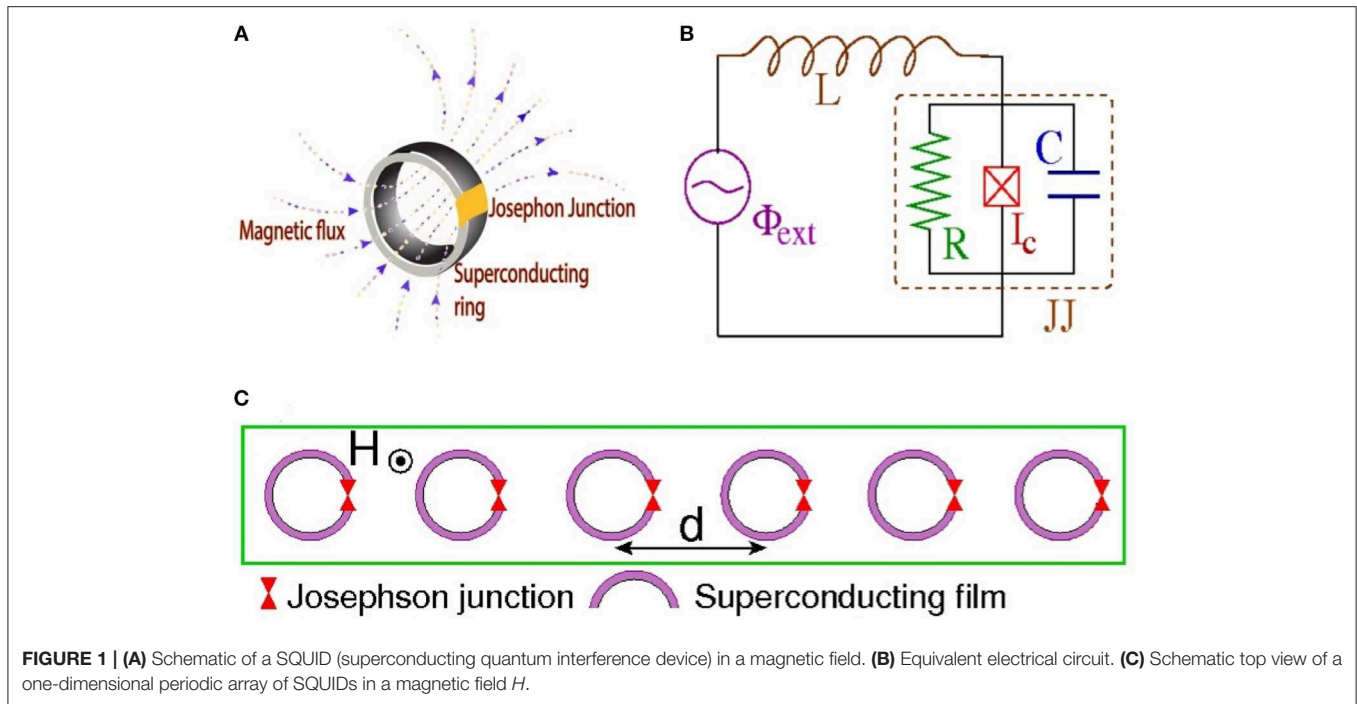 A
Magnetic flux
Josephon Junction
Superconducting
ring
B
L
Φext
R
Ic
C
JJ
C
H
d
Josephson junction
Superconducting film
FIGURE 1 | (A) Schematic of a SQUID (superconducting quantum interference device) in a magnetic field. (B) Equivalent electrical circuit. (C) Schematic top view of a
one-dimensional periodic array of SQUIDs in a magnetic field H.